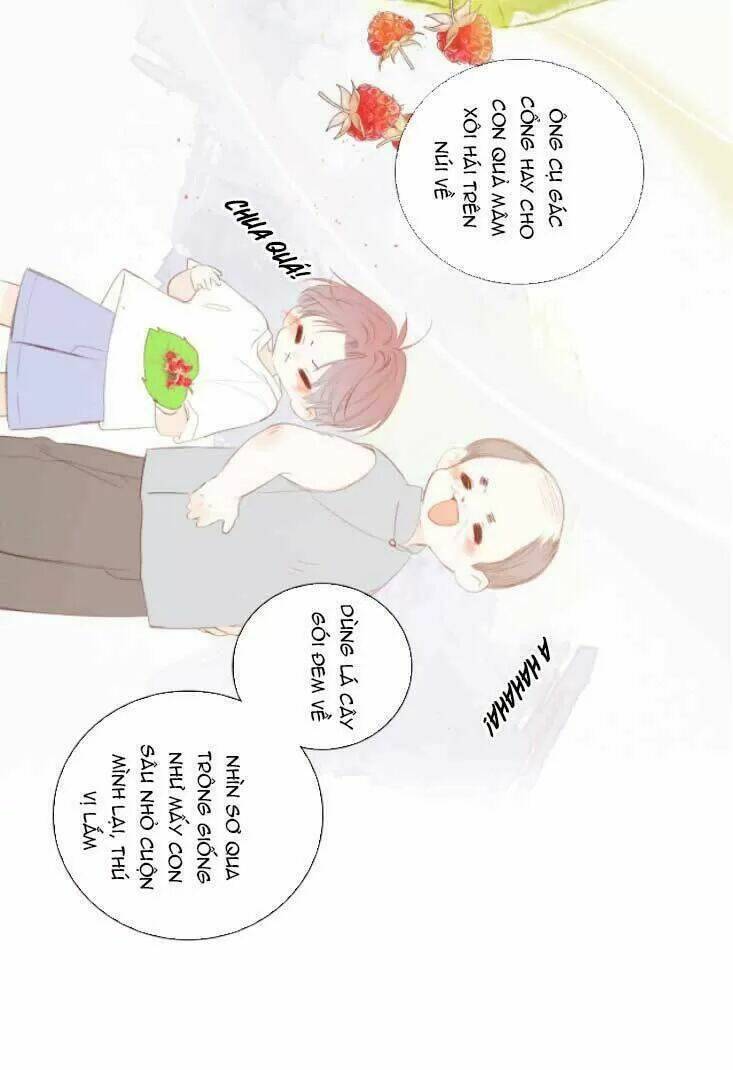 ÔNG CỤ GÁC
CỔNG HAY CHO
CON QUẢ MÂM
XÔI HÁI TRÊN
NÚI VỀ
CHUA QUÁ!
A HAHAHA!
DÙNG LÁ CÂY
GÓI ĐEM VỀ
NHÌN SƠ QUA
TRÔNG GIỐNG
NHƯ MẤY CON
SÂU NHỎ CUỘN
MÌNH LẠI, THÚ
VỊ LẮM